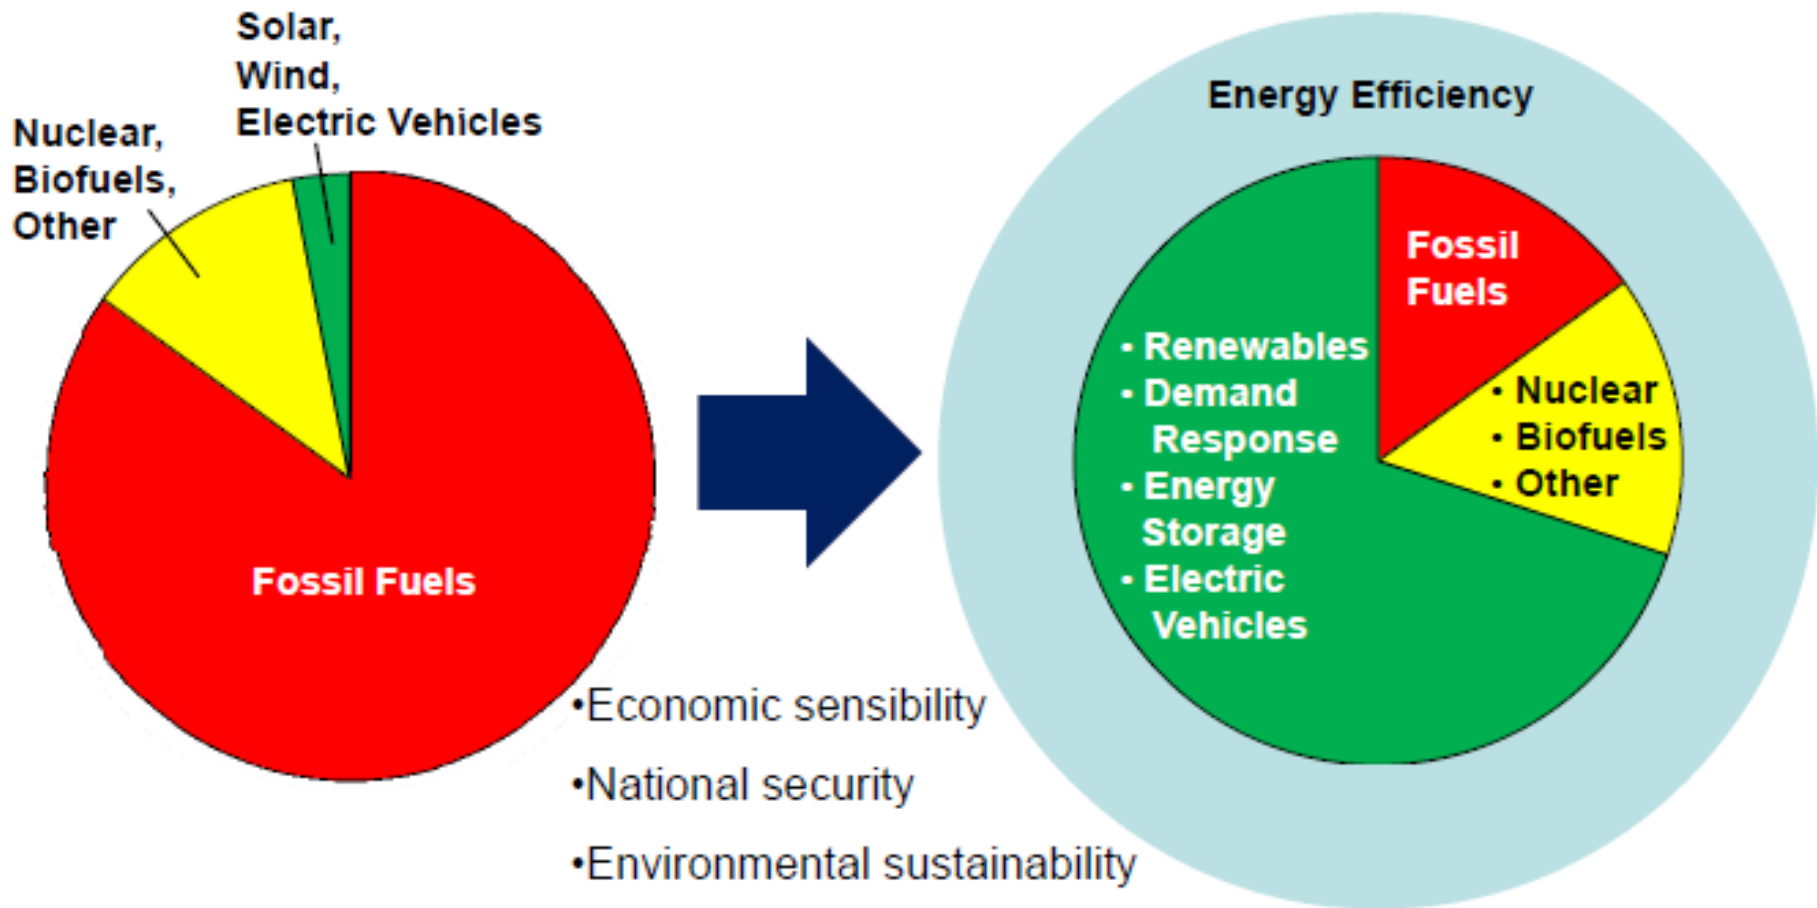 Solar,
Wind,
Electric Vehicles
Nuclear,
Biofuels,
Other
Fossil Fuels
•Economic sensibility
•National security
•Environmental sustainability
Energy Efficiency
Fossil
Fuels
• Renewables
• Demand
Response
• Energy
Storage
• Electric
Vehicles
• Nuclear
• Biofuels
• Other